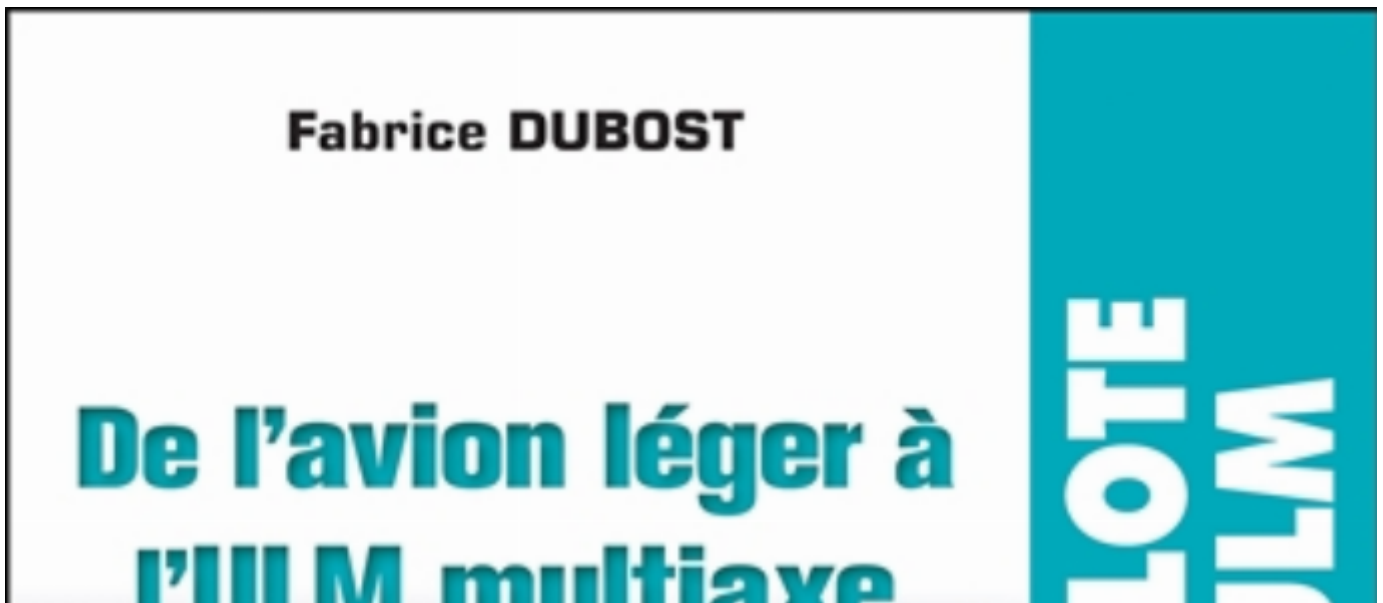 Fabrice DUBOST
De l'avion léger à
l'ULM multiaxe
LOTE
ULM